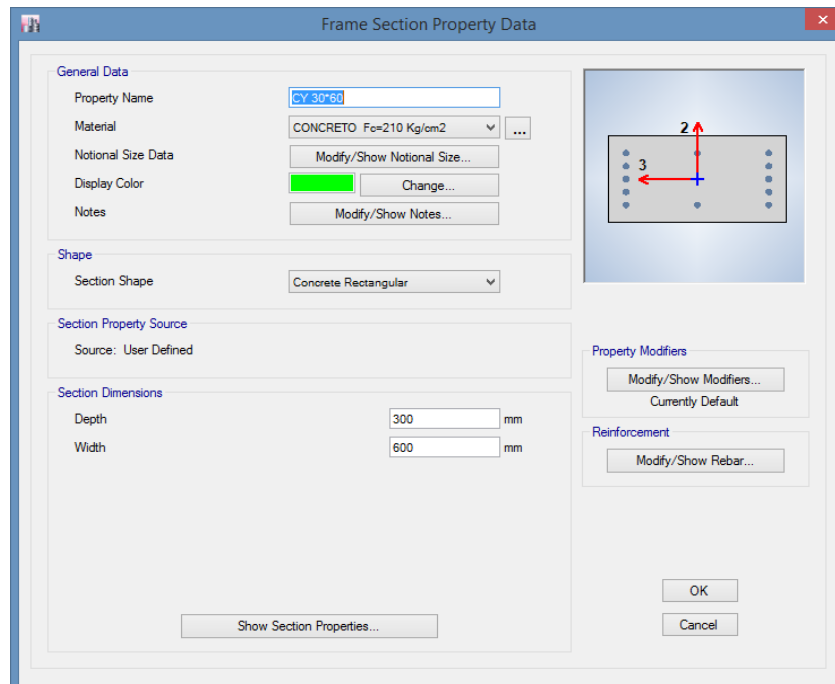 Frame Section Property Data
General Data
Property Name
CY 30*60
Material
CONCRETO Fc=210 Kg/cm2
...
Notional Size Data
Modify/Show Notional Size...
Display Color
Change...
Notes
Modify/Show Notes...
2
3
Shape
Section Shape
Concrete Rectangular
Section Property Source
Source: User Defined
Property Modifiers
Modify/Show Modifiers...
Currently Default
Section Dimensions
Depth
300
mm
Width
600
mm
Reinforcement
Modify/Show Rebar...
Show Section Properties...
OK
Cancel